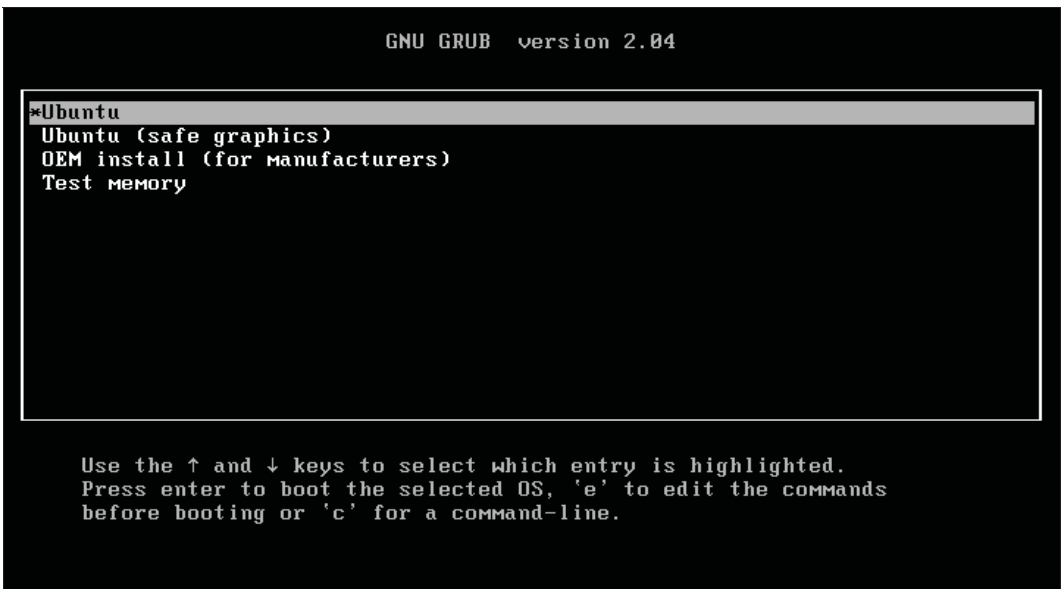 GNU GRUB  version 2.04
*Ubuntu
Ubuntu (safe graphics)
OEM install (for manufacturers)
Test memory
Use the ↑ and ↓ keys to select which entry is highlighted.
Press enter to boot the selected OS, `e' to edit the commands
before booting or `c' for a command-line.